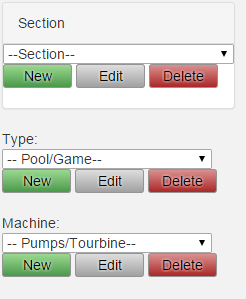 Section
--Section--
New Edit Delete
Type:
-- Pool/Game--
New Edit Delete
Machine:
-- Pumps/Tourbine--
New Edit Delete